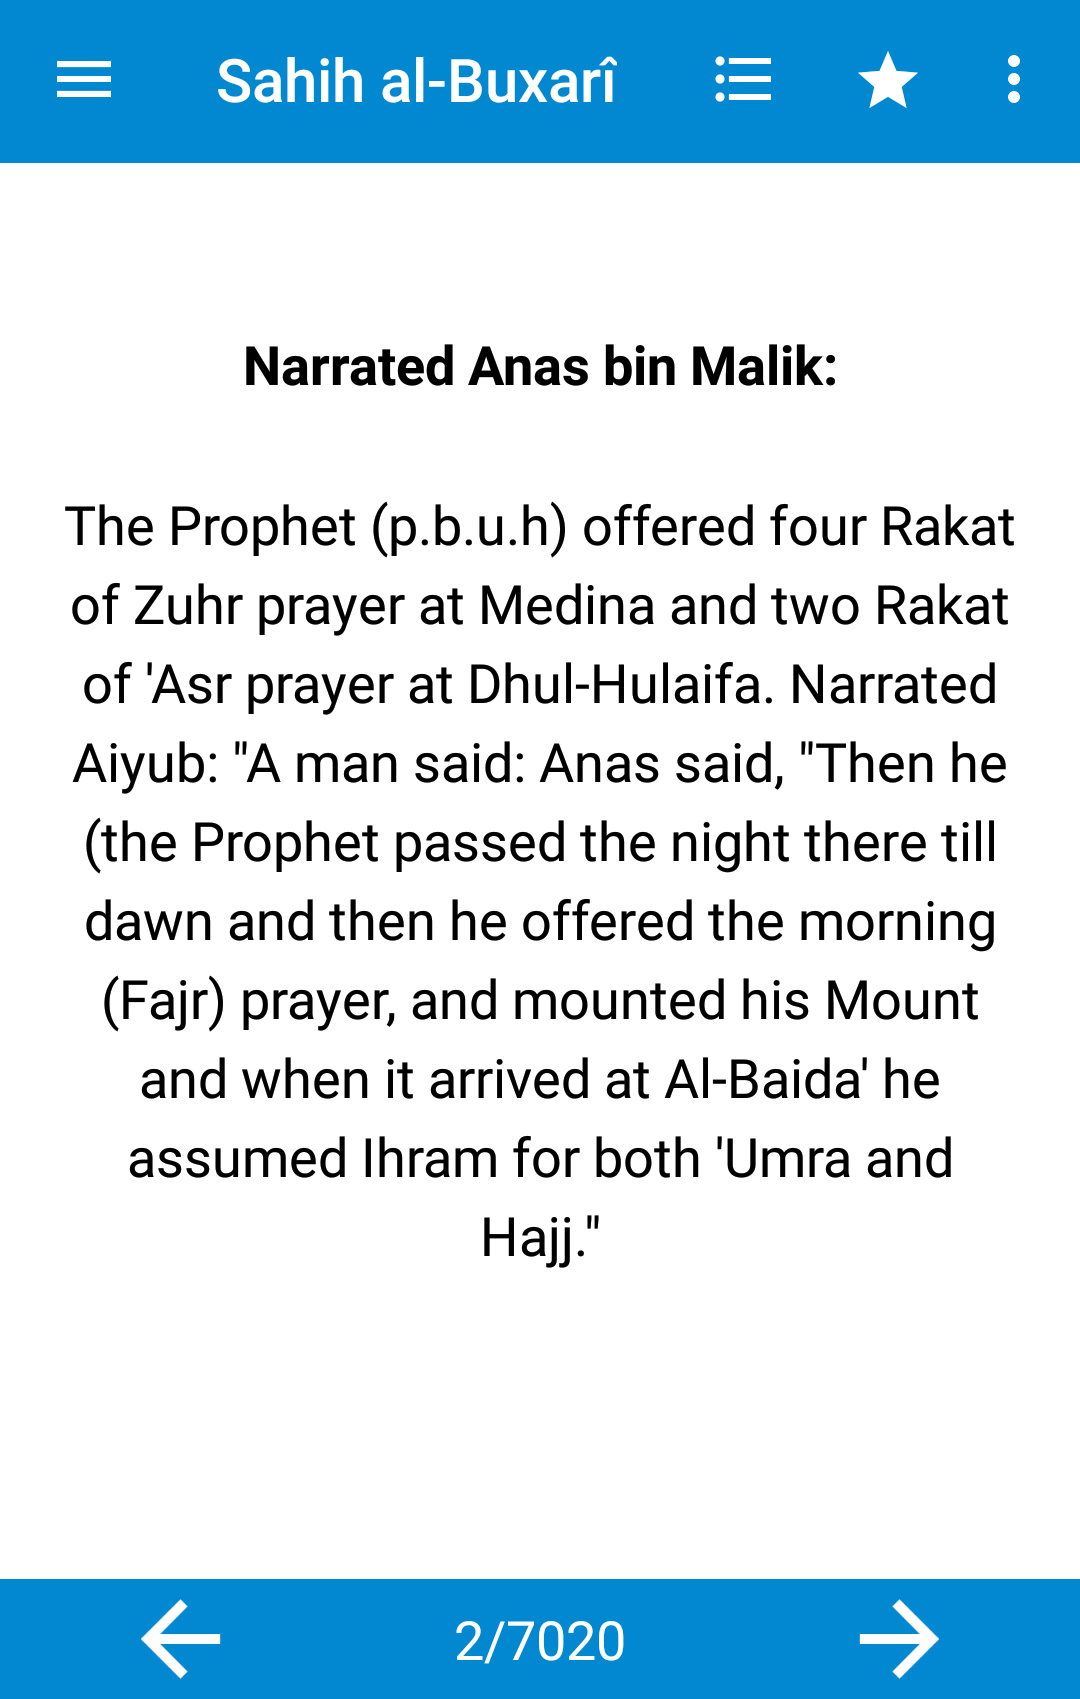 Sahih al-Buxarî
Narrated Anas bin Malik:
The Prophet (p.b.u.h) offered four Rakat
of Zuhr prayer at Medina and two Rakat
of 'Asr prayer at Dhul-Hulaifa. Narrated
Aiyub: "A man said: Anas said, "Then he
(the Prophet passed the night there till
dawn and then he offered the morning
(Fajr) prayer, and mounted his Mount
and when it arrived at Al-Baida' he
assumed Ihram for both 'Umra and
Hajj."
2/7020